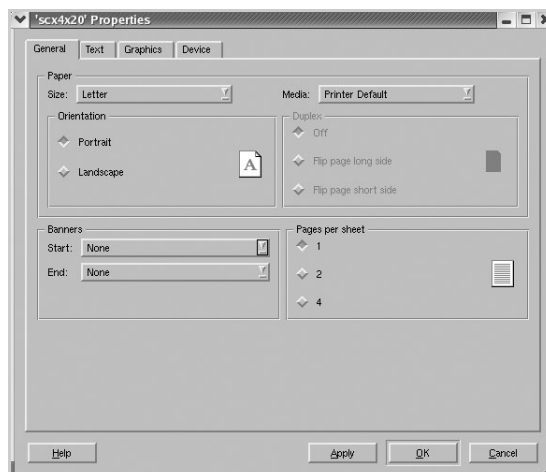 'scx4x20' Properties
General Text Graphics Device
Paper
Size: Letter Media: Printer Default
Orientation
Portrait
Landscape
A
Duplex
Off
Flip page long side
Flip page short side
Banners
Start: None
End: None
Pages per sheet
1
2
4
Help Apply OK Cancel